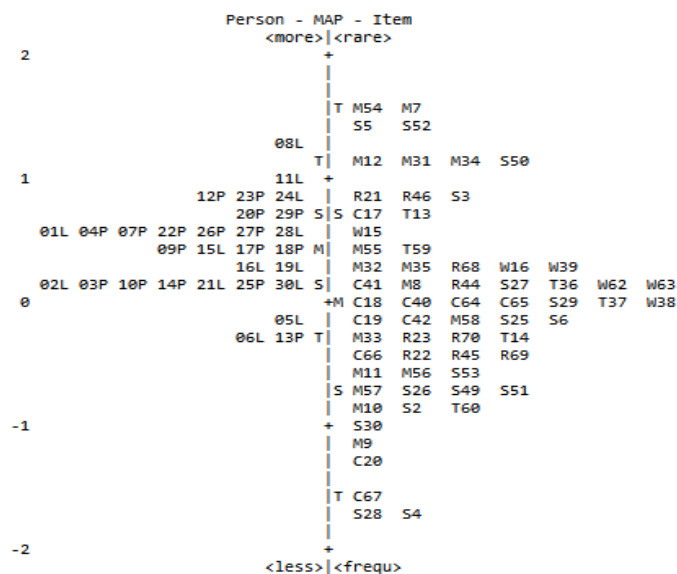 Person - MAP - Item
<more>|<rare>
2 +
|
|
|T M54 M7
| S5 S52
08L |
T| M12 M31 M34 S50
1 11L +
12P 23P 24L | R21 R46 S3
20P 29P S|S C17 T13
01L 04P 07P 22P 26P 27P 28L | W15
09P 15L 17P 18P M| M55 T59
16L 19L | M32 M35 R68 W16 W39
02L 03P 10P 14P 21L 25P 30L S| C41 M8 R44 S27 T36 W62 W63
0 +M C18 C40 C64 C65 S29 T37 W38
05L | C19 C42 M58 S25 S6
06L 13P T| M33 R23 R70 T14
| C66 R22 R45 R69
| M11 M56 S53
|S M57 S26 S49 S51
| M10 S2 T60
-1 + S30
| M9
| C20
|
|T C67
| S28 S4
|
-2 +
<less>|<frequ>